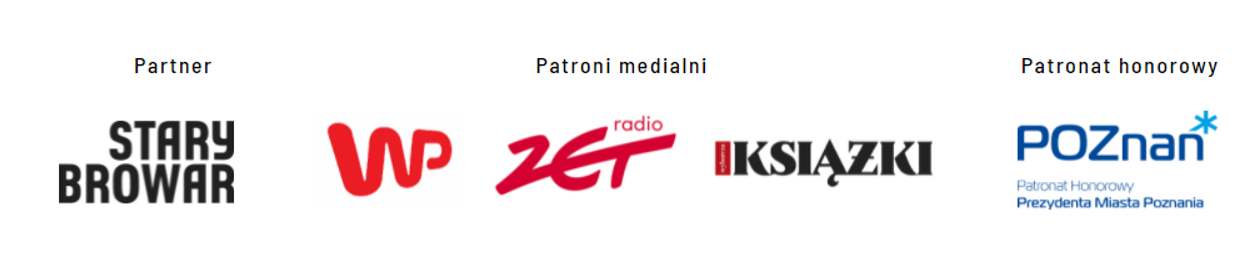 Partner
Patroni medialni
Patronat honorowy
STARY
BROWAR
WP
radio
ZET
KSIĄŻKI
POZnan*
Patronat Honorowy
Prezydenta Miasta Poznania